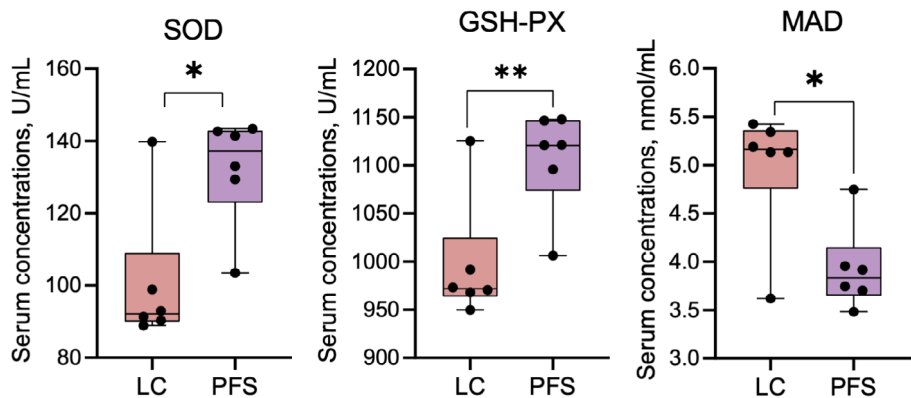 SOD
Serum concentrations, U/mL
160
140
120
100
80
*
LC
PFS
GSH-PX
Serum concentrations, U/mL
1200
1150
1100
1050
1000
950
900
**
LC
PFS
MAD
Serum concentrations, nmol/mL
6.0
5.5
5.0
4.5
4.0
3.5
3.0
*
LC
PFS